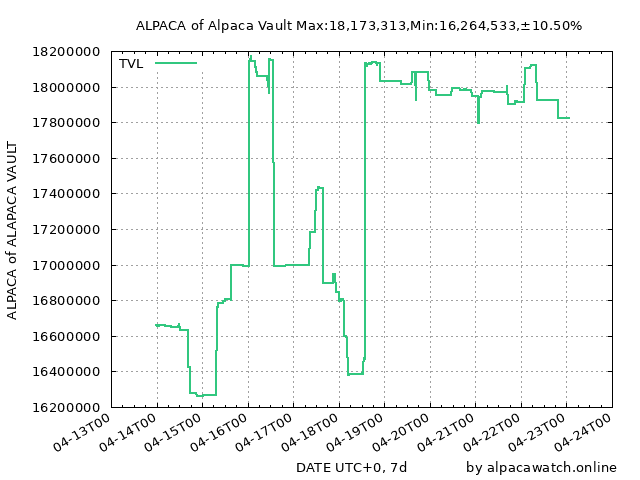 ALPACA of Alpaca Vault Max:18,173,313,Min:16,264,533,±10.50%
TVL
18200000
18000000
17800000
17600000
17400000
17200000
17000000
16800000
16600000
16400000
16200000
ALPACA of ALAPACA VAULT
04-13T00
04-14T00
04-15T00
04-16T00
04-17T00
04-18T00
04-19T00
04-20T00
04-21T00
04-22T00
04-23T00
04-24T00
DATE UTC+0, 7d
by alpacawatch.online